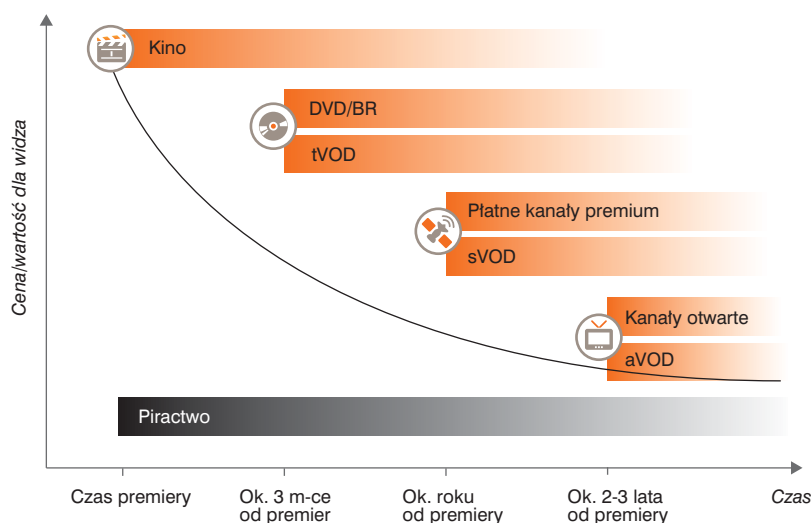 Cena/wartość dla widza
Kino
DVD/BR
tVOD
Płatne kanały premium
sVOD
Kanały otwarte
aVOD
Piractwo
Czas premiery
Ok. 3 m-ce
od premier
Ok. roku
od premiery
Ok. 2-3 lata
od premiery
Czas